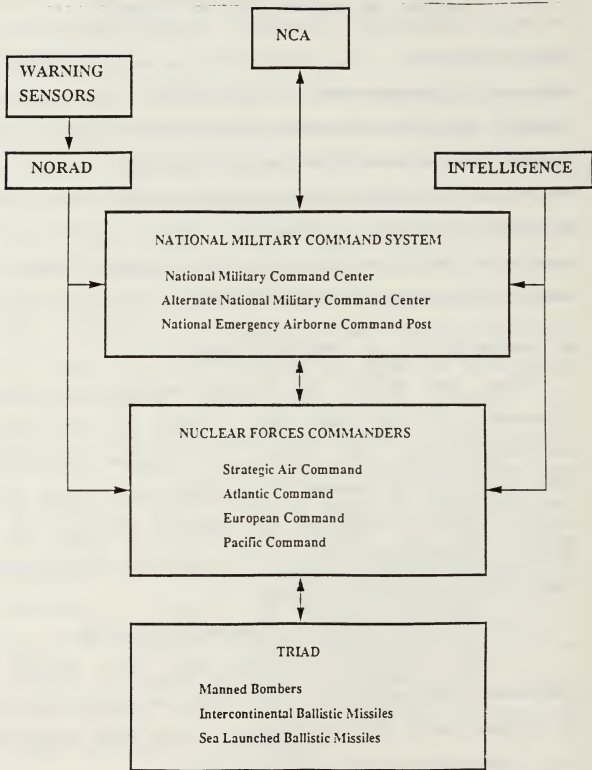 NCA
WARNING
SENSORS
NORAD
INTELLIGENCE
NATIONAL MILITARY COMMAND SYSTEM
National Military Command Center
Alternate National Military Command Center
National Emergency Airborne Command Post
NUCLEAR FORCES COMMANDERS
Strategic Air Command
Atlantic Command
European Command
Pacific Command
TRIAD
Manned Bombers
Intercontinental Ballistic Missiles
Sea Launched Ballistic Missiles